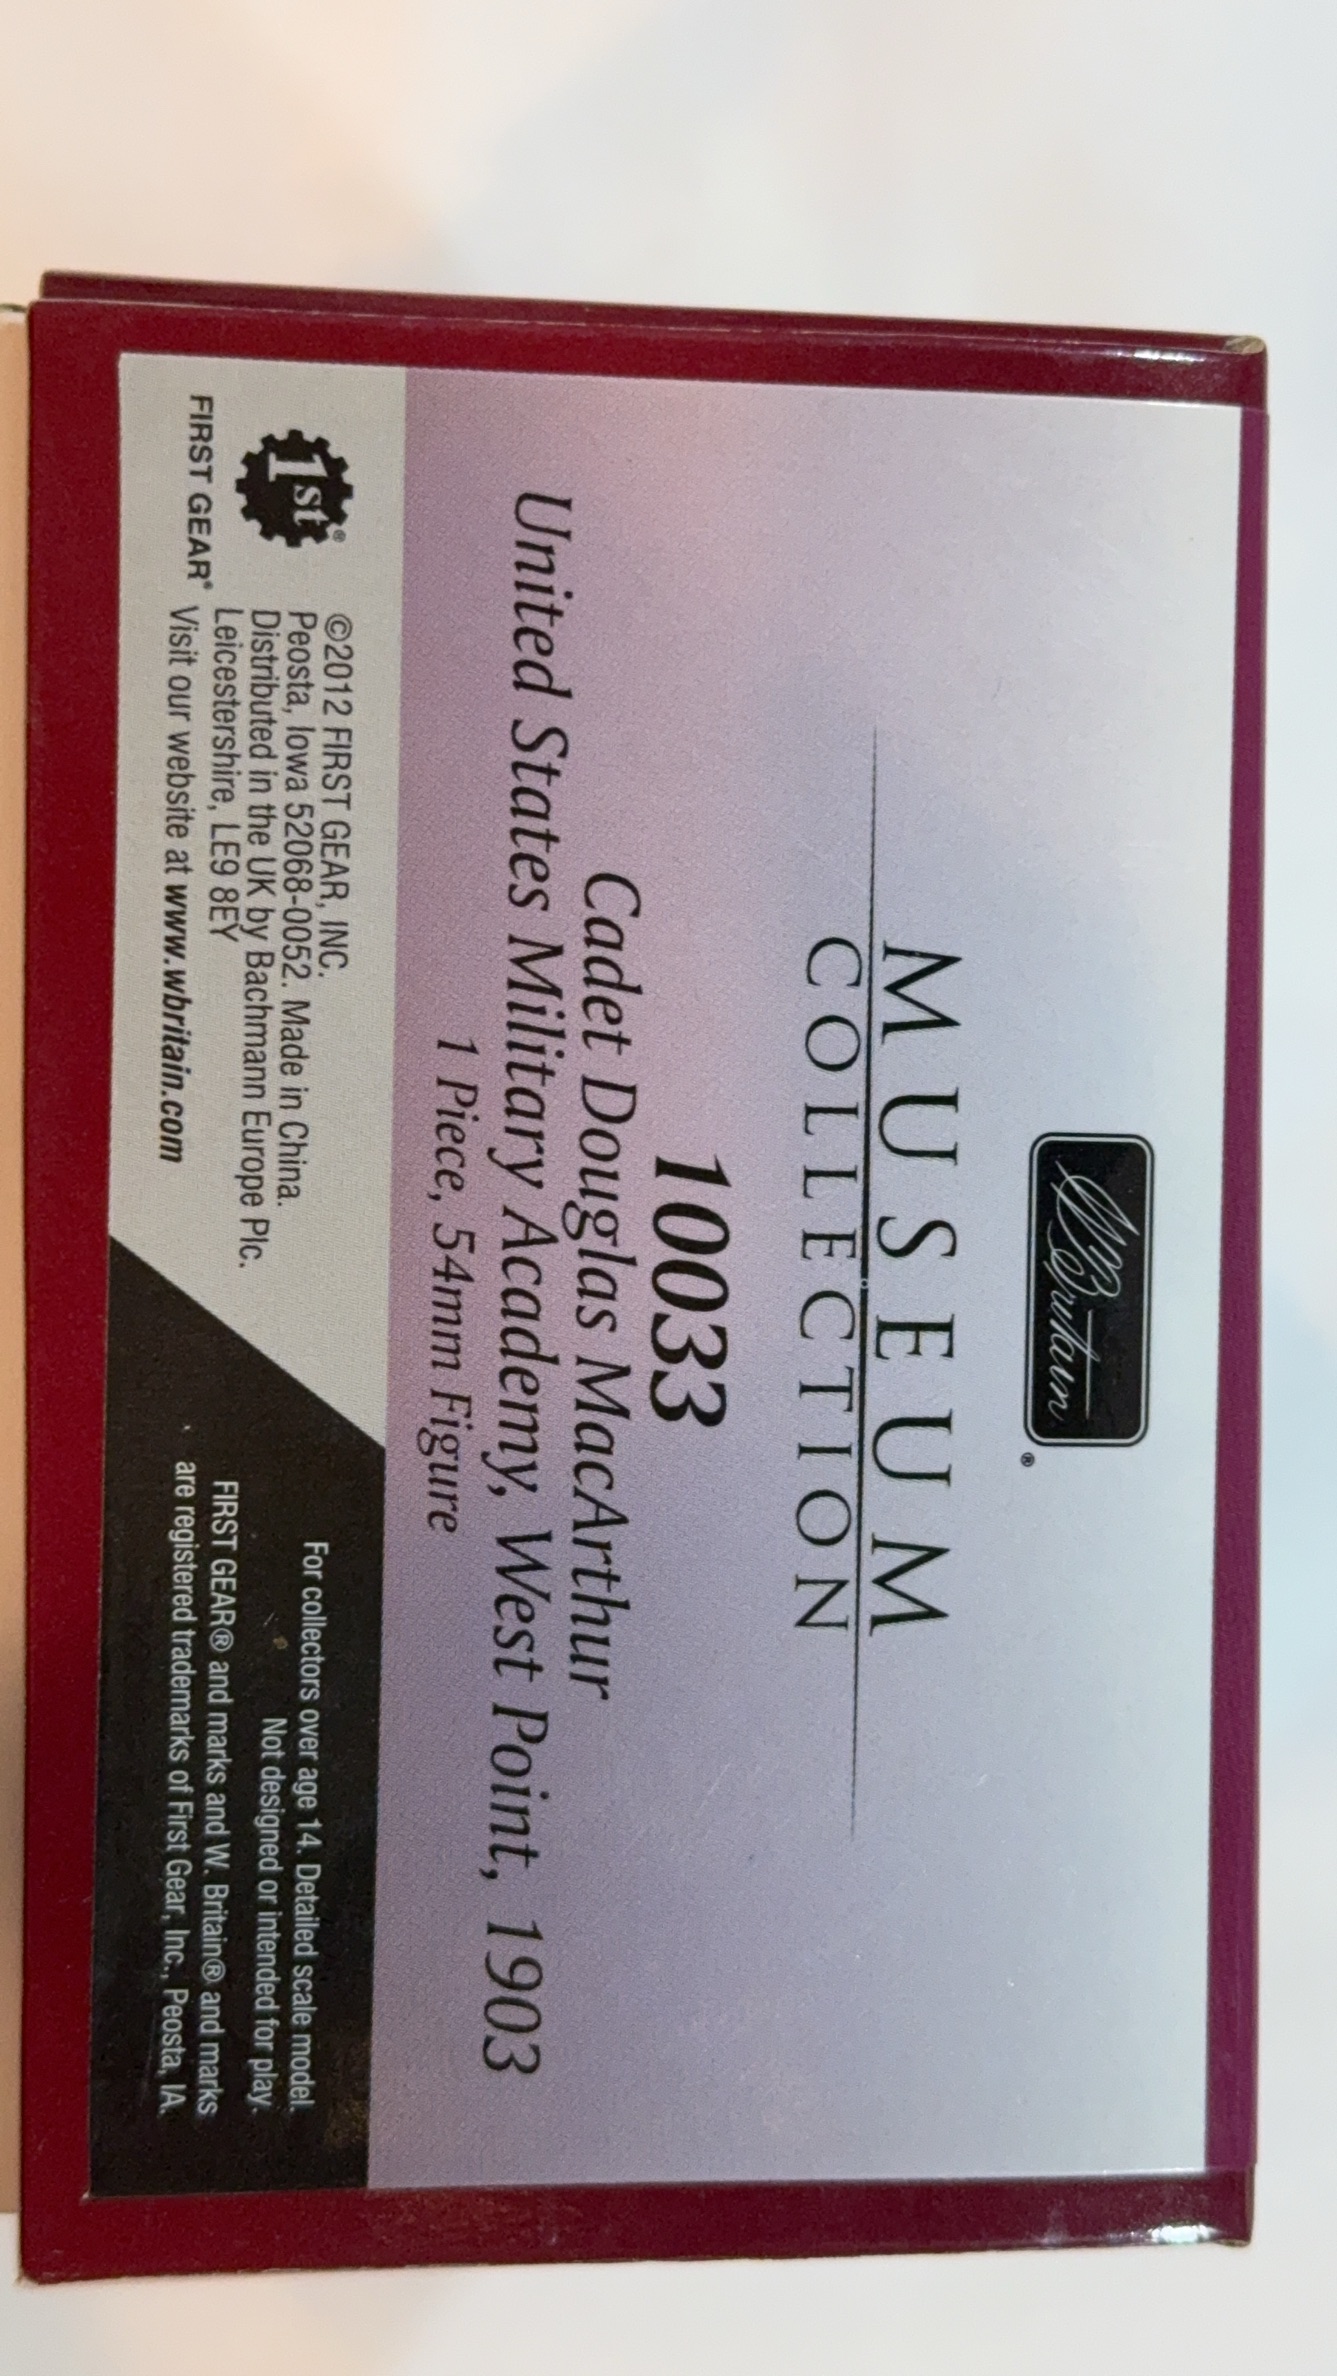 W.Britain®
MUSEUM
COLLECTION
10033
Cadet Douglas MacArthur
United States Military Academy, West Point, 1903
1 Piece, 54mm Figure
1st®
FIRST GEAR®
©2012 FIRST GEAR, INC.
Peosta, Iowa 52068-0052. Made in China.
Distributed in the UK by Bachmann Europe Plc.
Leicestershire, LE9 8EY
Visit our website at www.wbritain.com
For collectors over age 14. Detailed scale model.
Not designed or intended for play.
FIRST GEAR® and marks and W. Britain® and marks
are registered trademarks of First Gear, Inc., Peosta, IA.